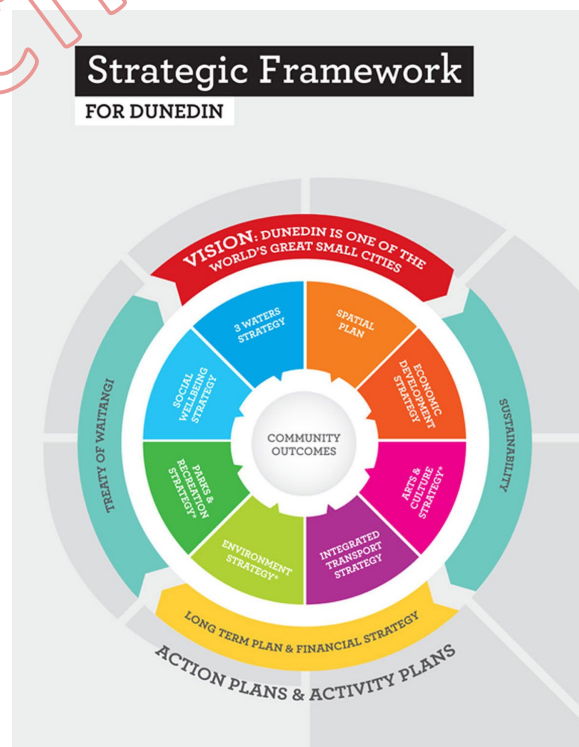 Strategic Framework
FOR DUNEDIN
VISION: DUNEDIN IS ONE OF THE
WORLD'S GREAT SMALL CITIES
3 WATERS
STRATEGY
SPATIAL
PLAN
SOCIAL
WELLBEING
STRATEGY
ECONOMIC
DEVELOPMENT
STRATEGY
TREATY OF WAITANGI
COMMUNITY
OUTCOMES
SUSTAINABILITY
PARKS &
RECREATION
STRATEGY*
ARTS &
CULTURE
STRATEGY*
ENVIRONMENT
STRATEGY*
INTEGRATED
TRANSPORT
STRATEGY
LONG TERM PLAN & FINANCIAL STRATEGY
ACTION PLANS & ACTIVITY PLANS